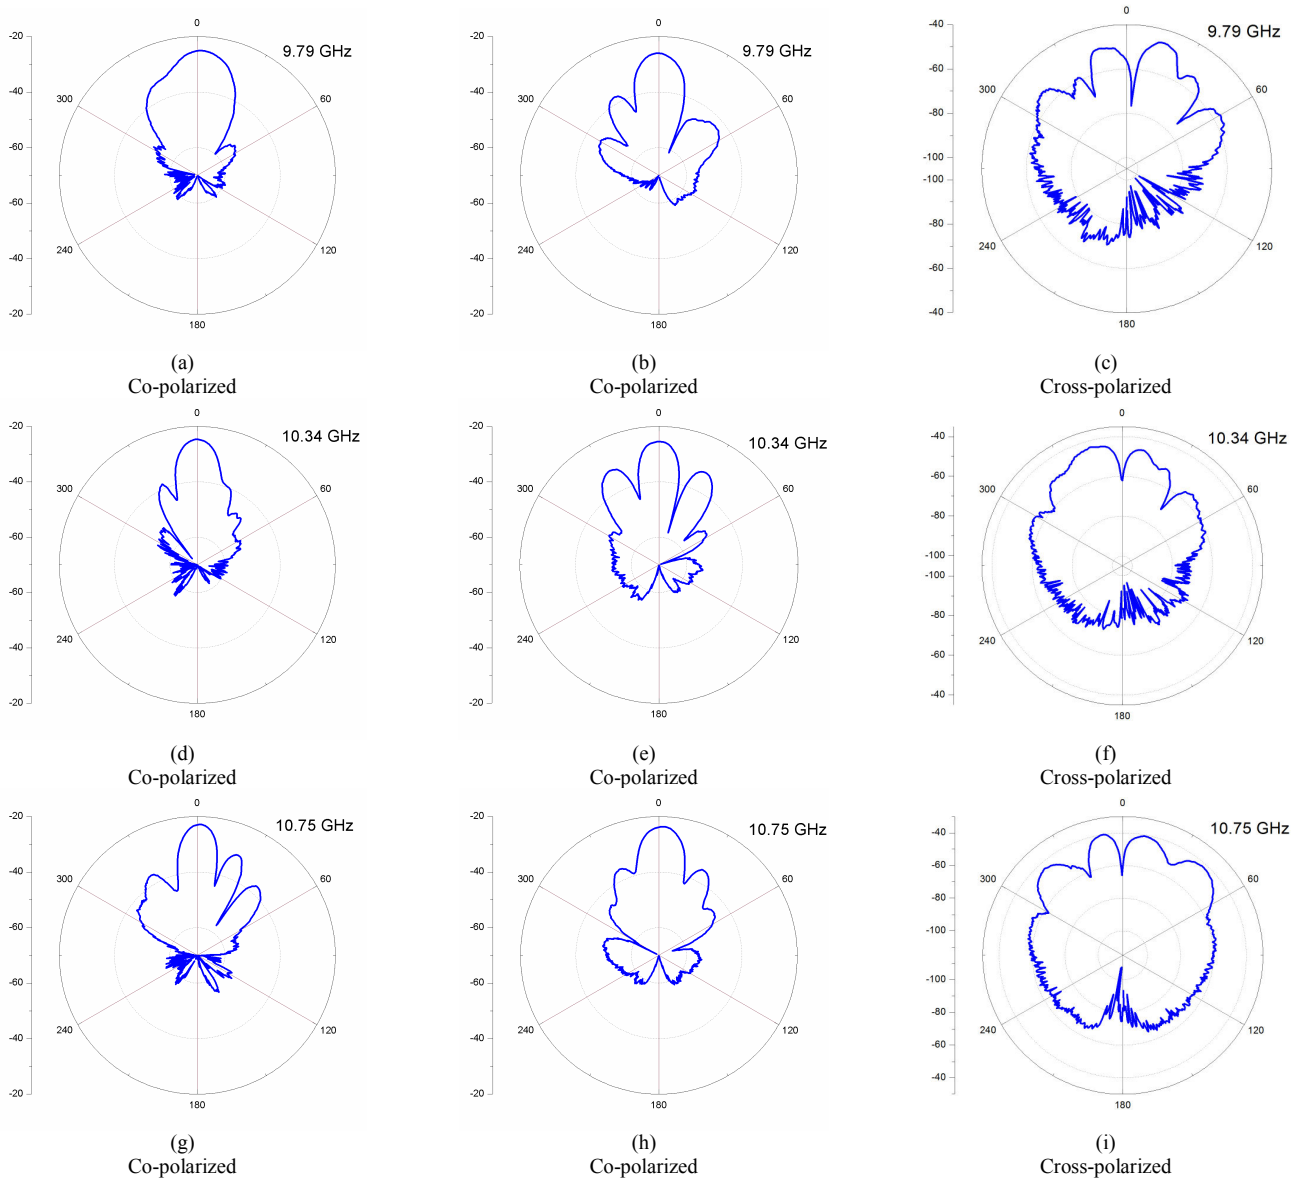 0 0 0
-20 9.79 GHz -20 9.79 GHz -40 9.79 GHz
-40 300 60 -40 300 60 -60 300 60
-60 -60 -80
-100
-100
-60 -60 -80
-40 240 120 -40 240 120 -60 240 120
-20 -20 -40
180 180 180
(a) (b) (c)
Co-polarized Co-polarized Cross-polarized
0 0 0
-20 10.34 GHz -20 10.34 GHz -40 10.34 GHz
-40 300 60 -40 300 60 -60 300 60
-60 -60 -80
-100
-100
-60 -60 -80
-40 240 120 -40 240 120 -60 240 120
-20 -20 -40
180 180 180
(d) (e) (f)
Co-polarized Co-polarized Cross-polarized
0 0 0
-20 10.75 GHz -20 10.75 GHz -40 10.75 GHz
-40 300 60 -40 300 60 -60 300 60
-80
-60 -60 -100
-100
-60 -60 -80
-40 240 120 -40 240 120 -60 240 120
-20 -20 -40
180 180 180
(g) (h) (i)
Co-polarized Co-polarized Cross-polarized